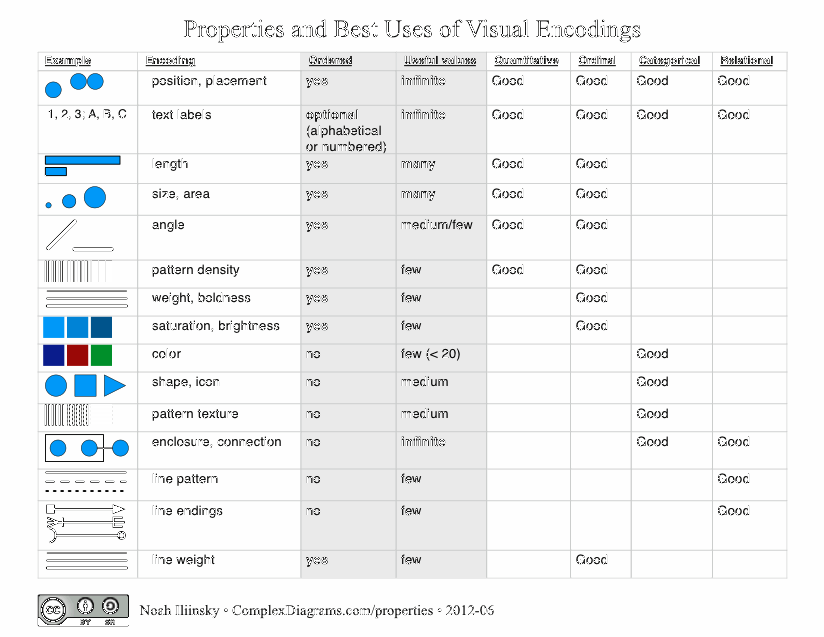 Properties and Best Uses of Visual Encodings
Example Encoding Ordered Useful values Quantitative Ordinal Categorical Relational
position, placement yes infinite Good Good Good Good
1, 2, 3; A, B, C text labels optional infinite Good Good Good Good
(alphabetical
or numbered)
length yes many Good Good
size, area yes many Good Good
angle yes medium/few Good Good
pattern density yes few Good Good
weight, boldness yes few Good
saturation, brightness yes few Good
color no few (< 20) Good
shape, icon no medium Good
pattern texture no medium Good
enclosure, connection no infinite Good Good
line pattern no few Good
line endings no few Good
line weight yes few Good
cc BY SA
Noah Iliinsky • ComplexDiagrams.com/properties • 2012-06